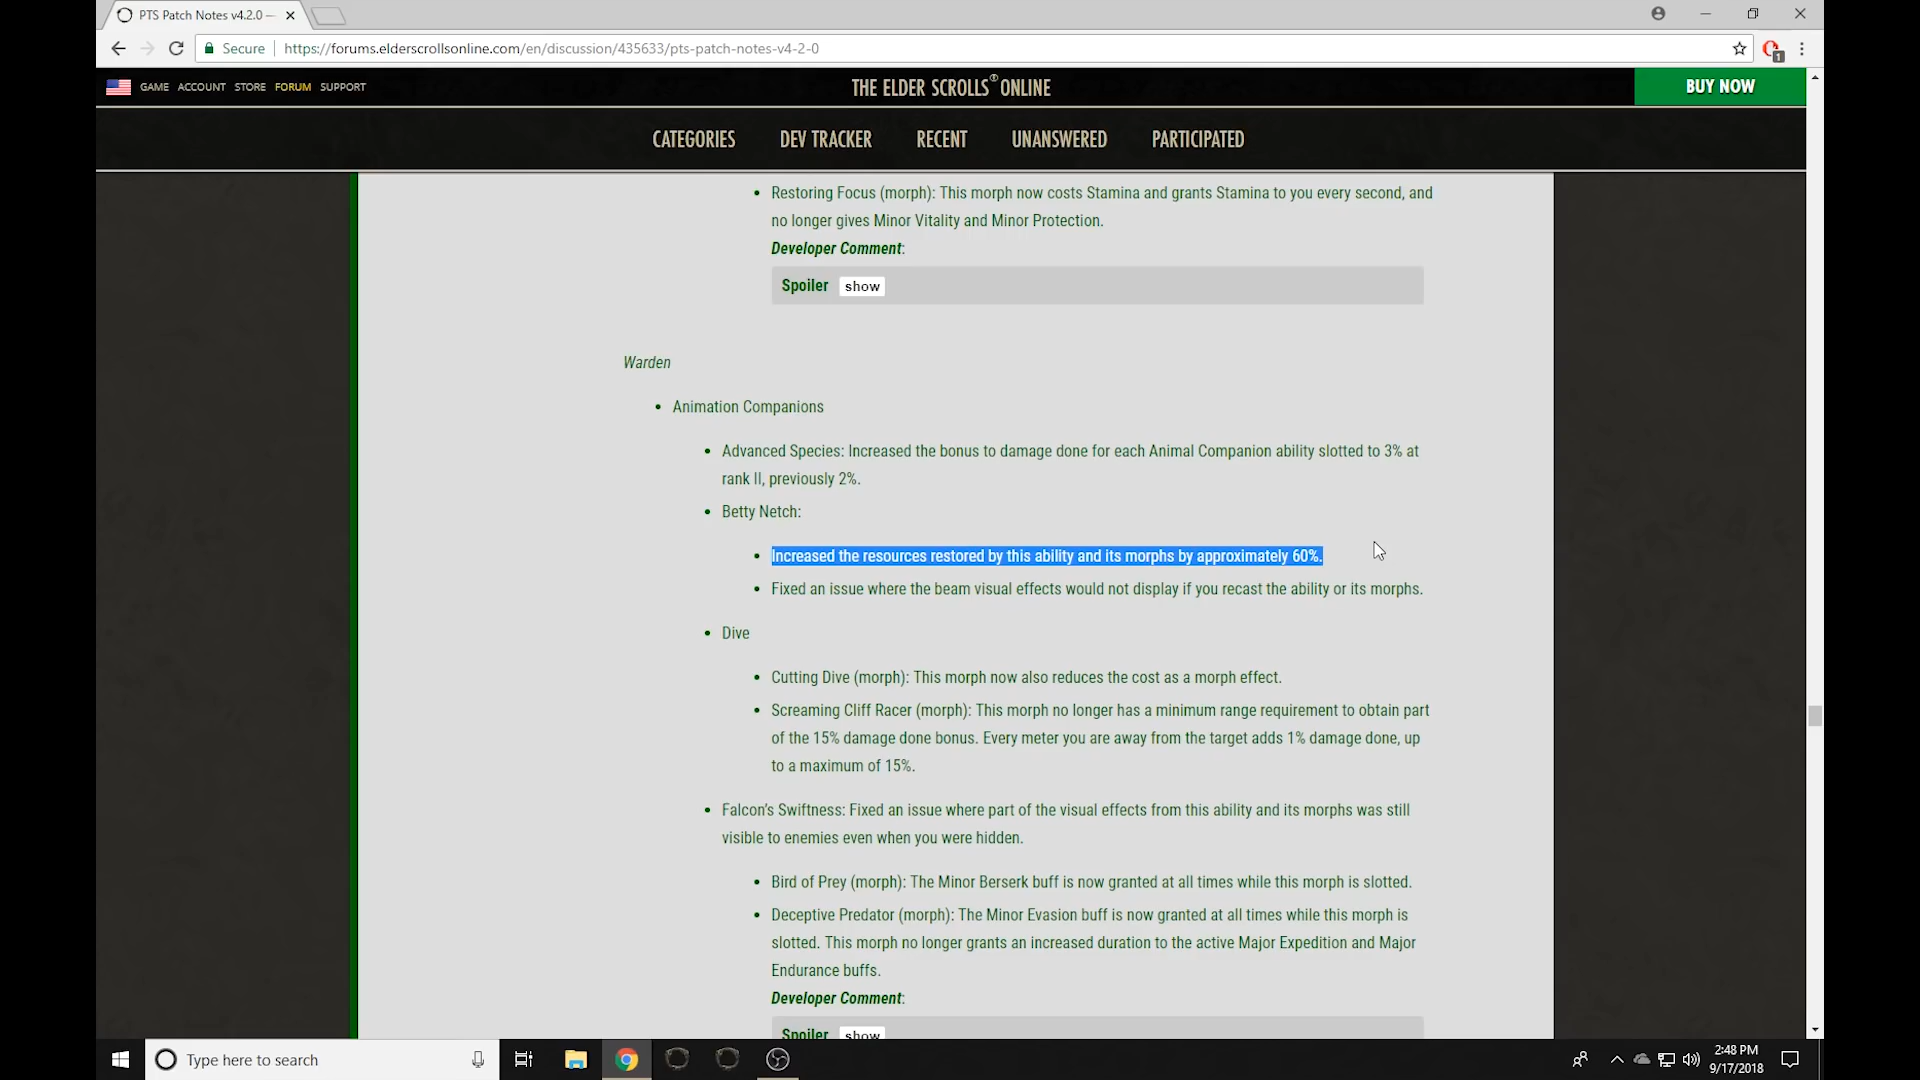 PTS Patch Notes v4.2.0 —
Secure
https://forums.elderscrollsonline.com/en/discussion/435633/pts-patch-notes-v4-2-0
1
GAME ACCOUNT STORE FORUM SUPPORT
THE ELDER SCROLLS® ONLINE
BUY NOW
CATEGORIES DEV TRACKER RECENT UNANSWERED PARTICIPATED
• Restoring Focus (morph): This morph now costs Stamina and grants Stamina to you every second, and
no longer gives Minor Vitality and Minor Protection.
Developer Comment:
Spoiler show
Warden
• Animation Companions
• Advanced Species: Increased the bonus to damage done for each Animal Companion ability slotted to 3% at
rank II, previously 2%.
• Betty Netch:
• Increased the resources restored by this ability and its morphs by approximately 60%.
• Fixed an issue where the beam visual effects would not display if you recast the ability or its morphs.
• Dive
• Cutting Dive (morph): This morph now also reduces the cost as a morph effect.
• Screaming Cliff Racer (morph): This morph no longer has a minimum range requirement to obtain part
of the 15% damage done bonus. Every meter you are away from the target adds 1% damage done, up
to a maximum of 15%.
• Falcon's Swiftness: Fixed an issue where part of the visual effects from this ability and its morphs was still
visible to enemies even when you were hidden.
• Bird of Prey (morph): The Minor Berserk buff is now granted at all times while this morph is slotted.
• Deceptive Predator (morph): The Minor Evasion buff is now granted at all times while this morph is
slotted. This morph no longer grants an increased duration to the active Major Expedition and Major
Endurance buffs.
Developer Comment:
Spoiler show
Type here to search
2:48 PM
9/17/2018